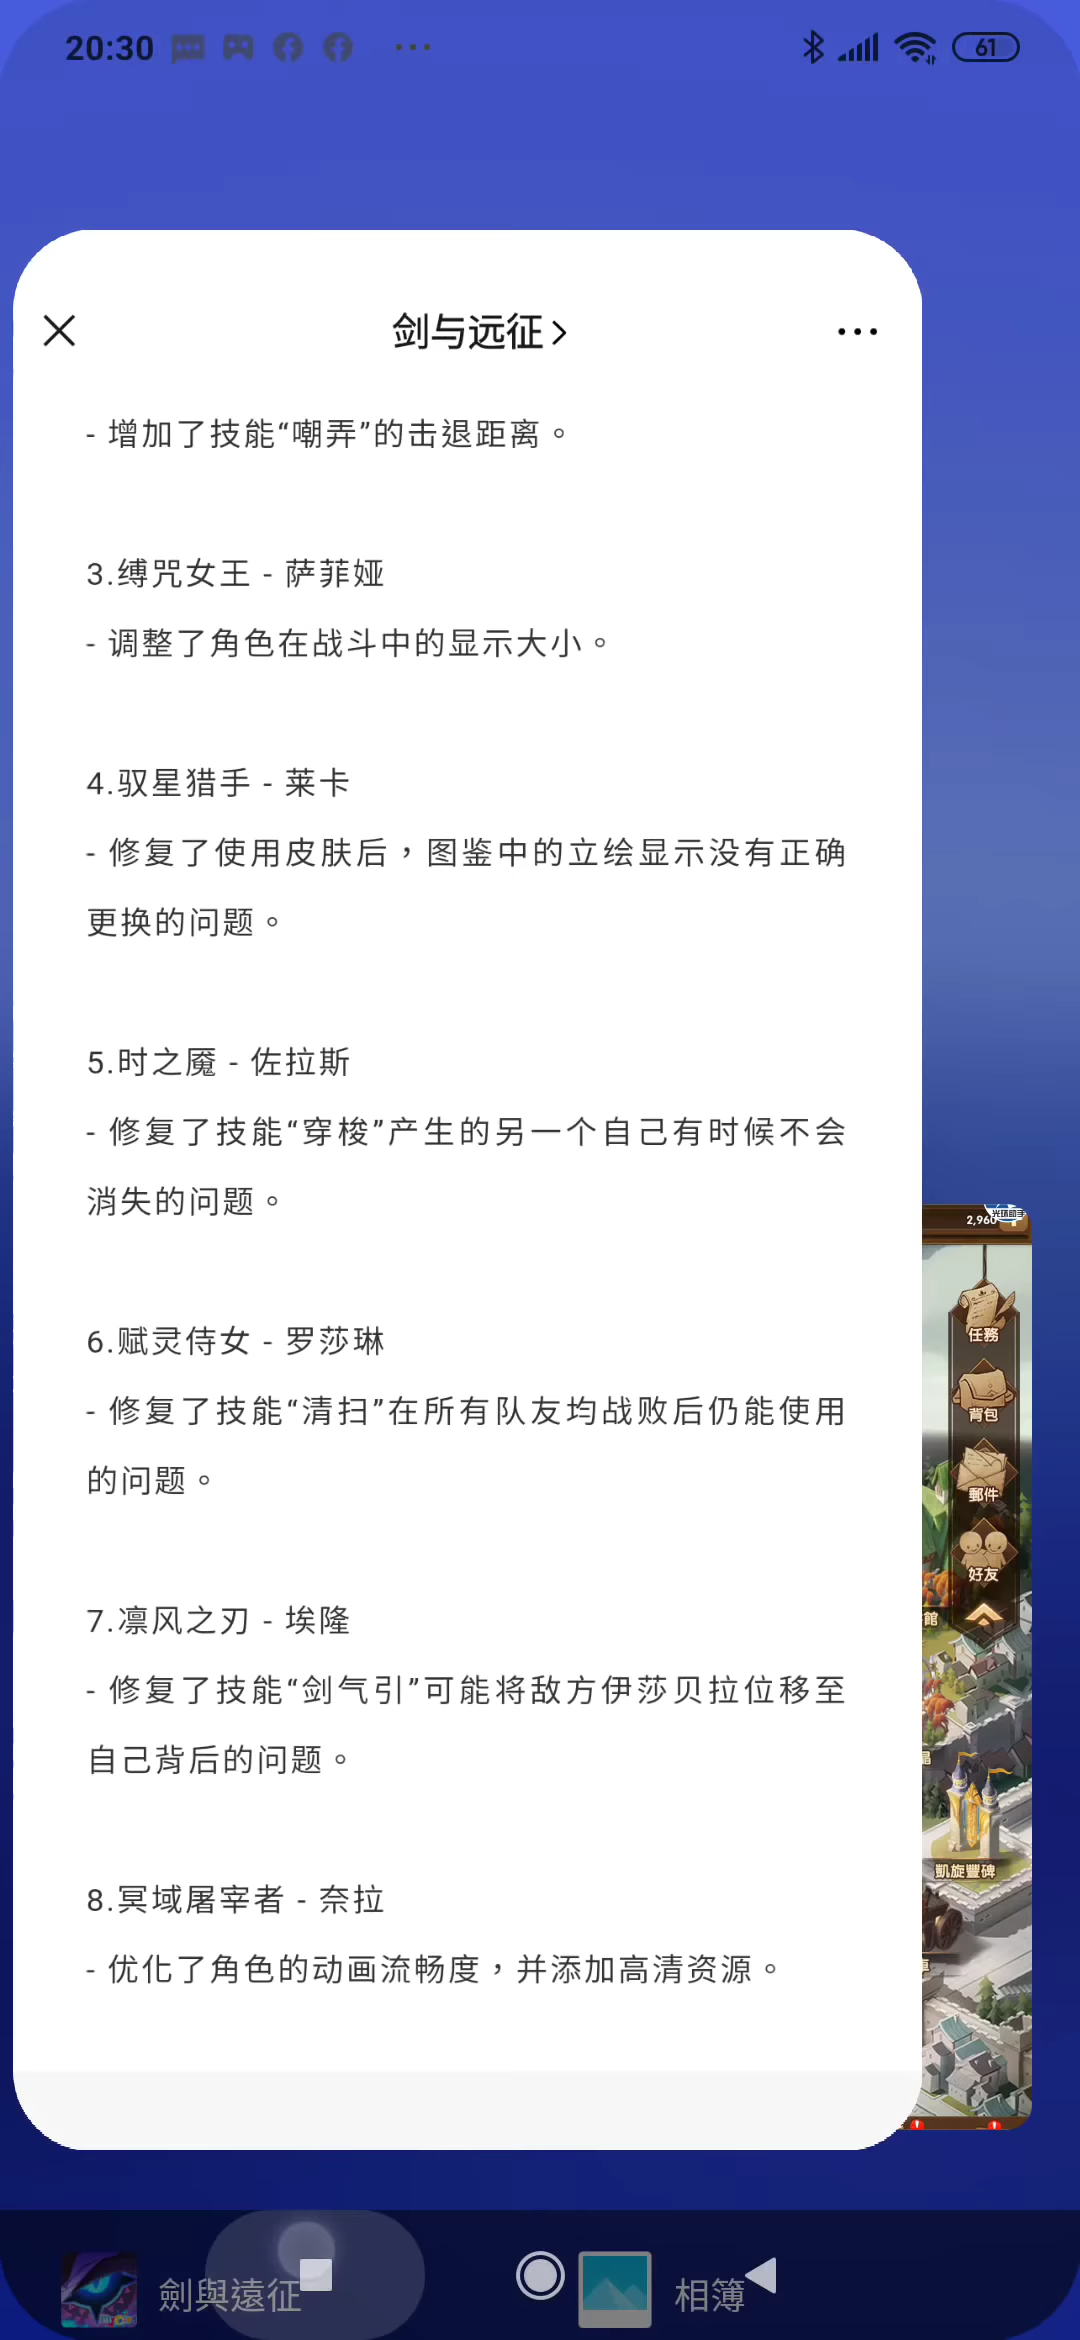 20:30
61
剑与远征
- 增加了技能“嘲弄”的击退距离。
3.缚咒女王 - 萨菲娅
- 调整了角色在战斗中的显示大小。
4.驭星猎手 - 莱卡
- 修复了使用皮肤后，图鉴中的立绘显示没有正确
更换的问题。
5.时之魇 - 佐拉斯
- 修复了技能“穿梭”产生的另一个自己有时候不会
消失的问题。
6.赋灵侍女 - 罗莎琳
- 修复了技能“清扫”在所有队友均战败后仍能使用
的问题。
7.凛风之刃 - 埃隆
- 修复了技能“剑气引”可能将敌方伊莎贝拉位移至
自己背后的问题。
8.冥域屠宰者 - 奈拉
- 优化了角色的动画流畅度，并添加高清资源。
2,960
光环助手
任務
背包
郵件
好友
館
凱旋豐碑
劍與遠征
相簿